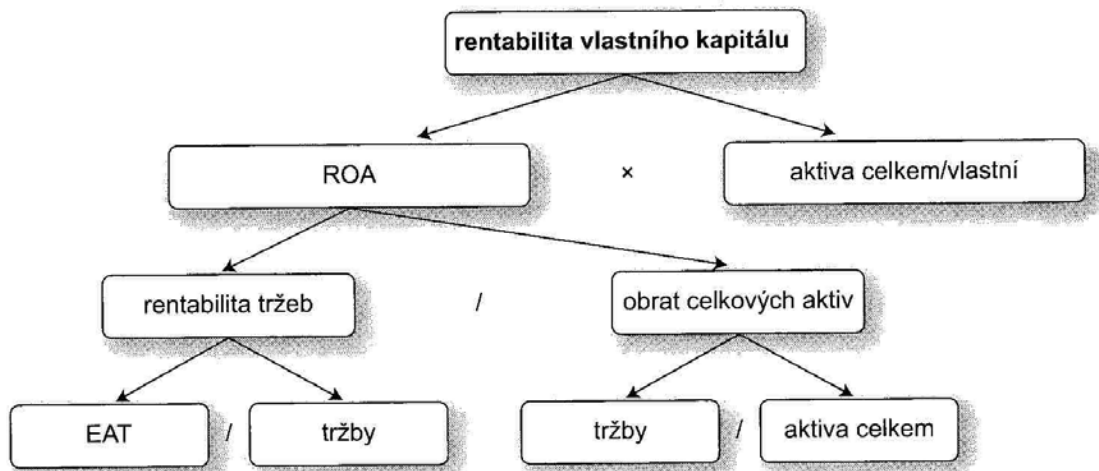 rentabilita vlastního kapitálu
ROA × aktiva celkem/vlastní
rentabilita tržeb / obrat celkových aktiv
EAT / tržby tržby / aktiva celkem